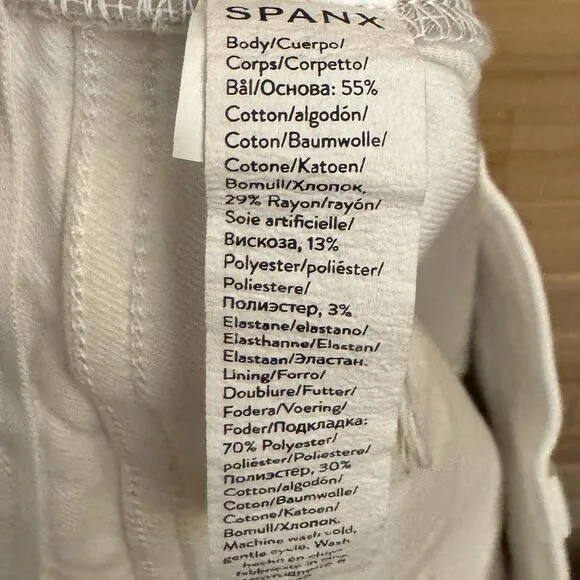 SPANX
Body/Cuerpo/
Corps/Corpetto/
Bål/Основа: 55%
Cotton/algodón/
Coton/Baumwolle/
Cotone/Katoen/
Bomull/Хлопок,
29% Rayon/rayón/
Soie artificielle/
Вискоза, 13%
Polyester/poliéster/
Poliestere/
Полиэстер, 3%
Elastane/elastano/
Elasthanne/Elastan/
Elastaan/Эластан.
Lining/Forro/
Doublure/Futter/
Fodera/Voering/
Foder/Подкладка:
70% Polyester/
poliéster/Poliestere/
Полиэстер, 30%
Cotton/algodón/
Coton/Baumwolle/
Cotone/Katoen/
Bomull/Хлопок.
Machine wash cold,
gentle cycle. Wash